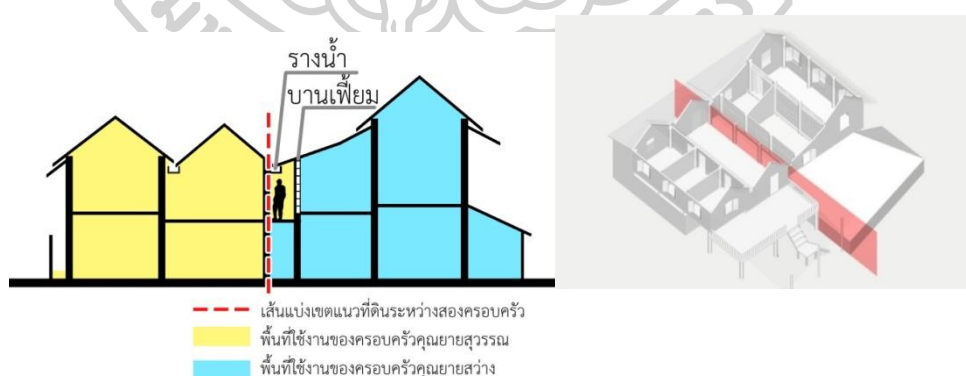 รางน้ำ
บานเฟี้ยม
เส้นแบ่งเขตแนวที่ดินระหว่างสองครอบครัว
พื้นที่ใช้งานของครอบครัวคุณยายสุวรรณ
พื้นที่ใช้งานของครอบครัวคุณยายสว่าง